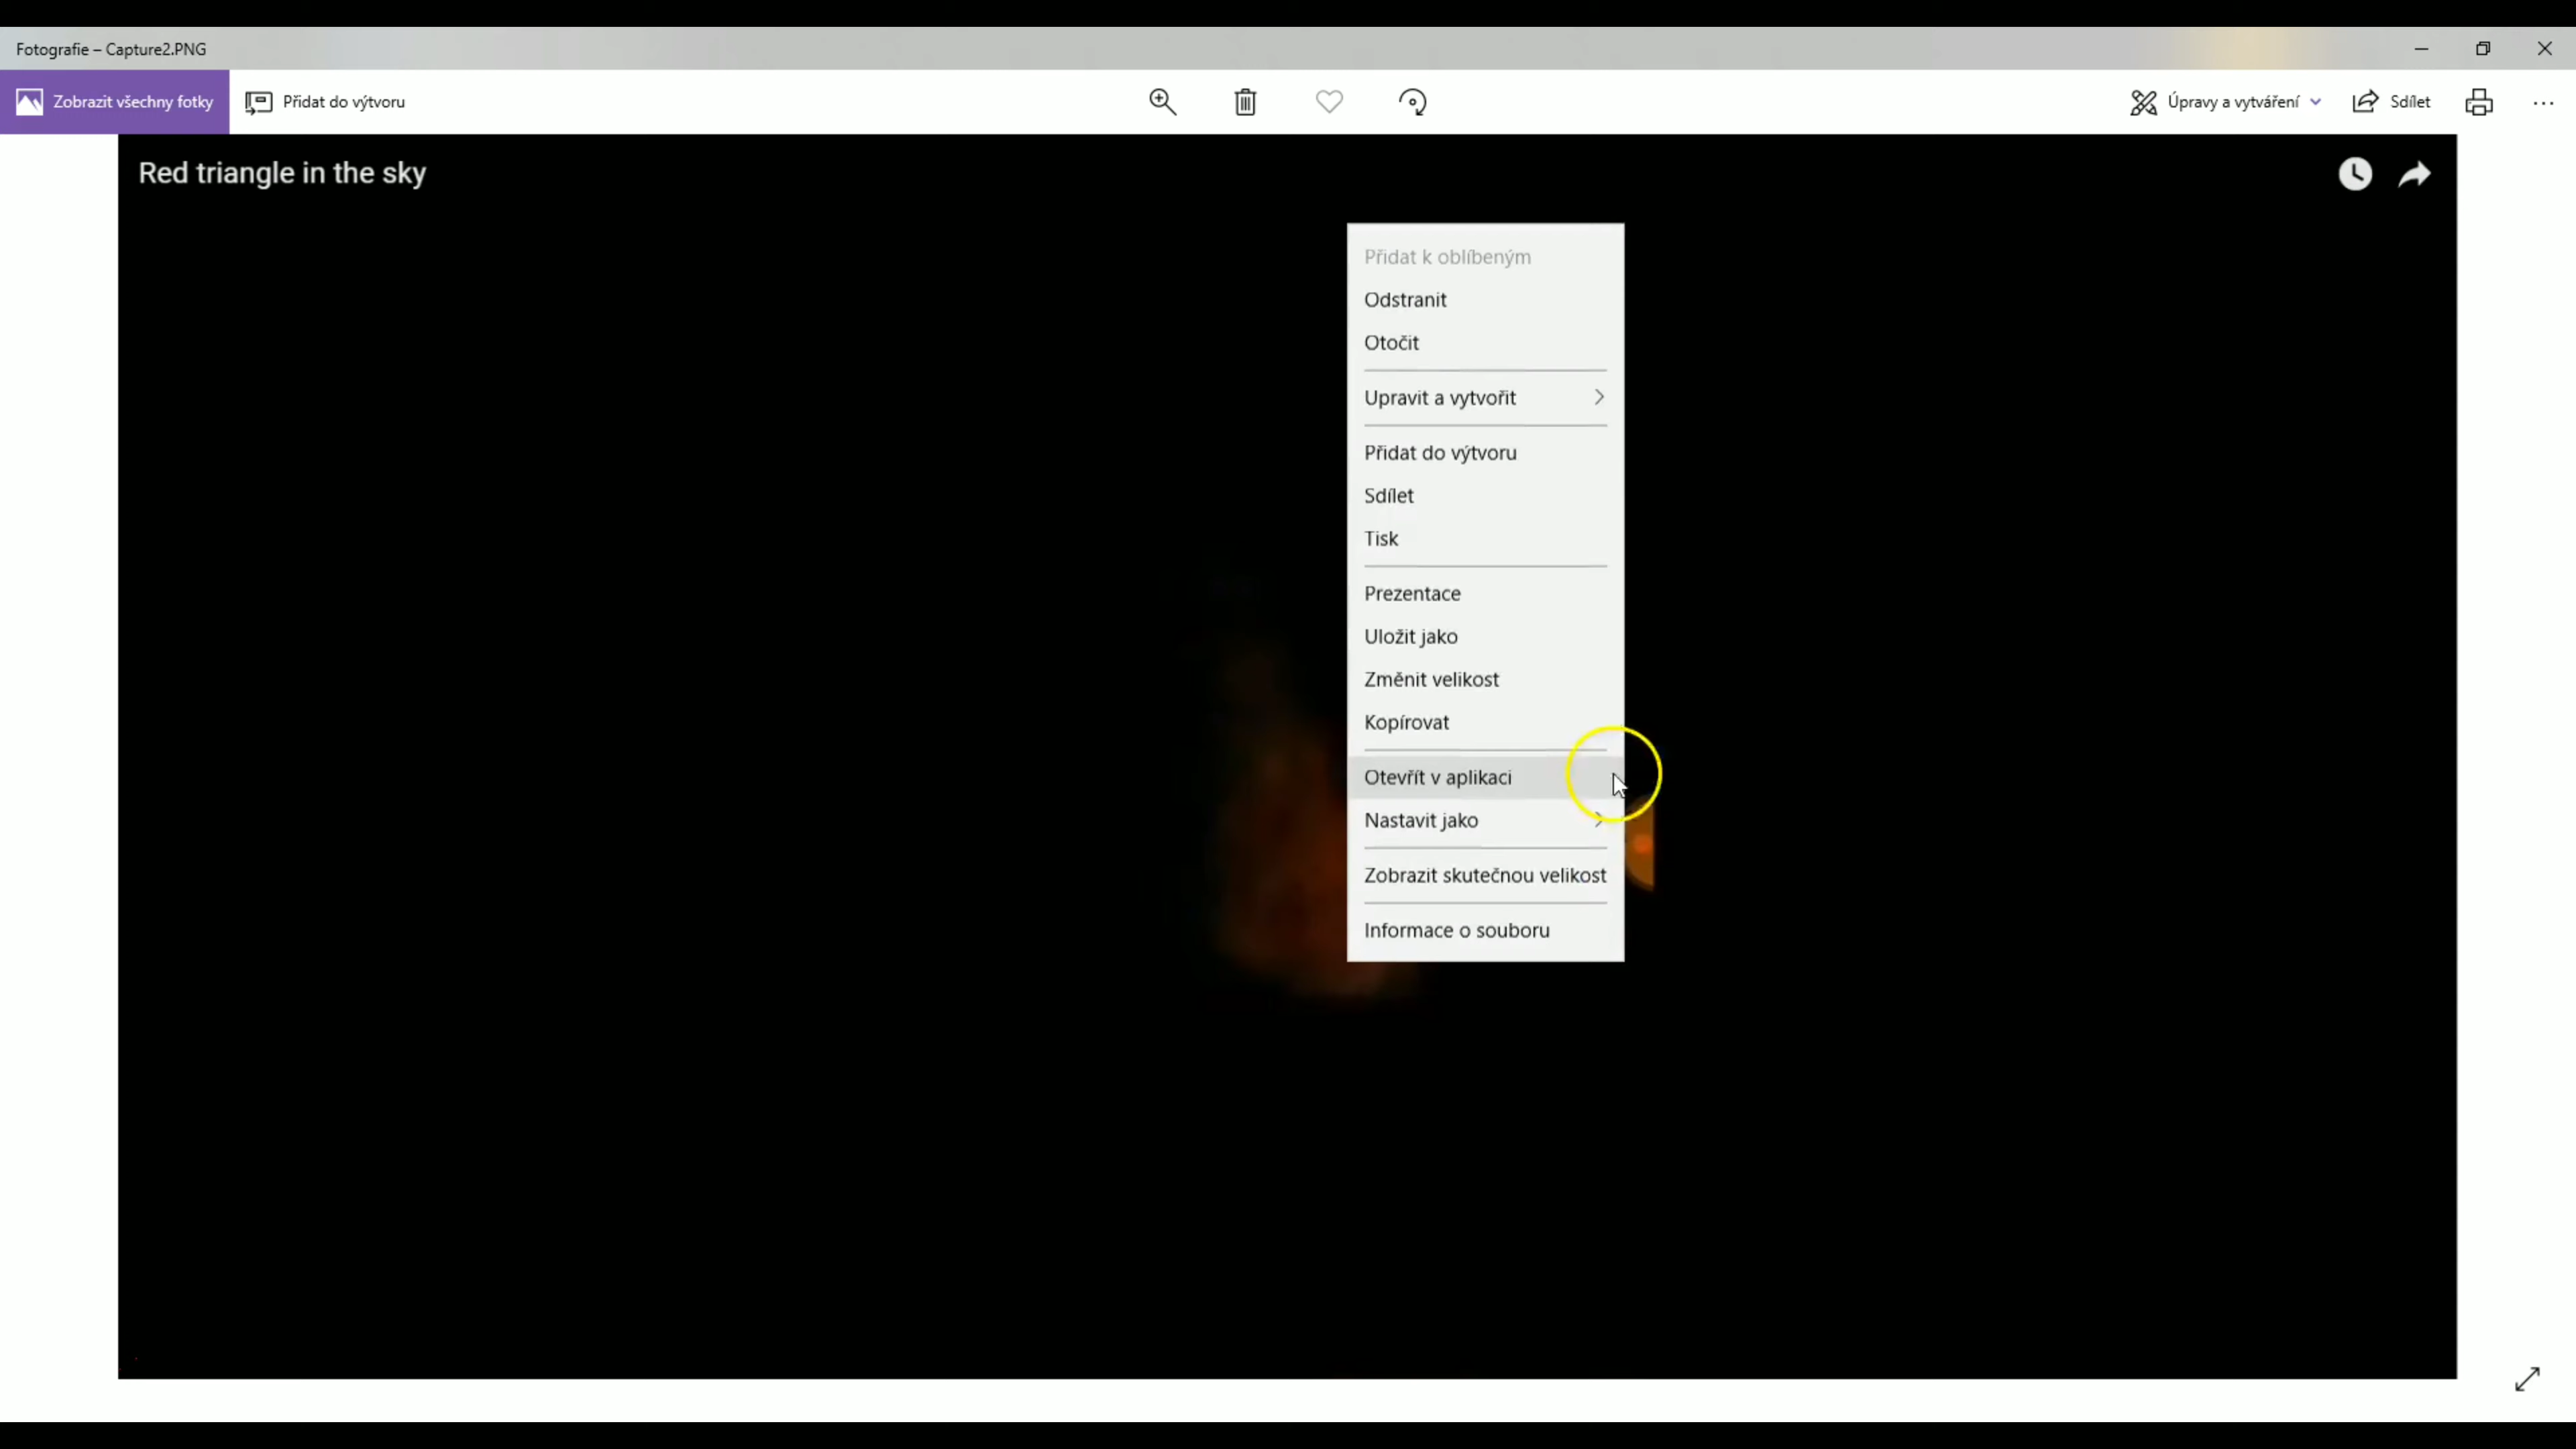 Fotografie – Capture2.PNG
Zobrazit všechny fotky
Přidat do výtvoru
Úpravy a vytváření
Sdílet
Red triangle in the sky
Přidat k oblíbeným
Odstranit
Otočit
Upravit a vytvořit
Přidat do výtvoru
Sdílet
Tisk
Prezentace
Uložit jako
Změnit velikost
Kopírovat
Otevřít v aplikaci
Nastavit jako
Zobrazit skutečnou velikost
Informace o souboru